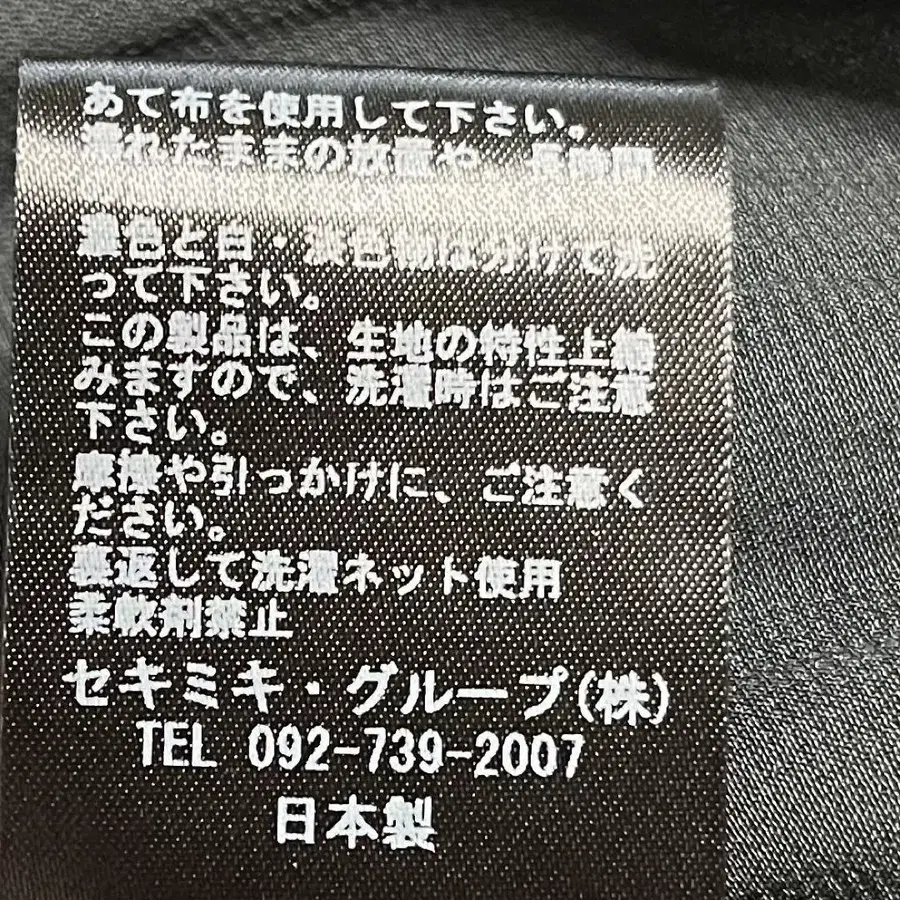 あて布を使用して下さい。
濡れたままの放置や、長時間
濃色と白・淡色物は分けて洗
って下さい。
この製品は、生地の特性上縮
みますので、洗濯時はご注意
下さい。
摩擦や引っかけに、ご注意く
ださい。
裏返して洗濯ネット使用
柔軟剤禁止
セキミキ・グループ(株)
TEL 092-739-2007
日本製